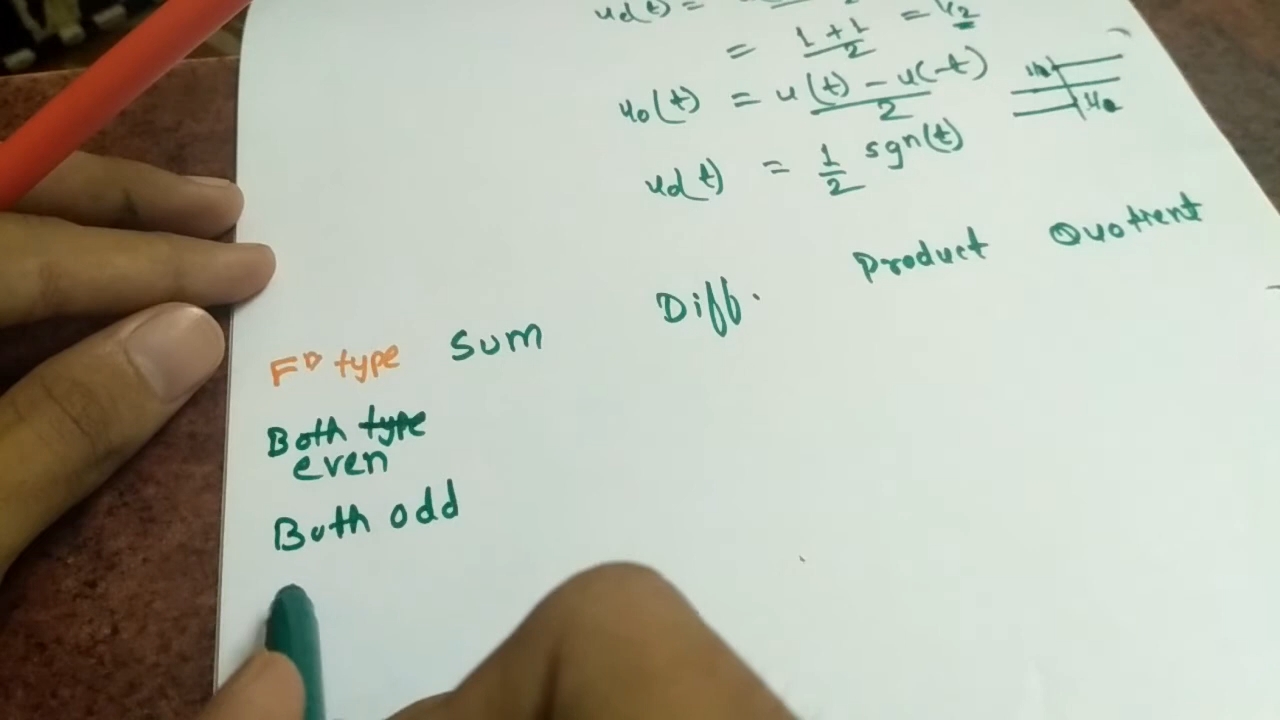 = 1+1/2 = 1/2
u0(t) = u(t) - u(-t)/2
ud(t) = 1/2 sgn(t)
Fn type Sum Diff. Product Quotient
Both type
even
Both odd